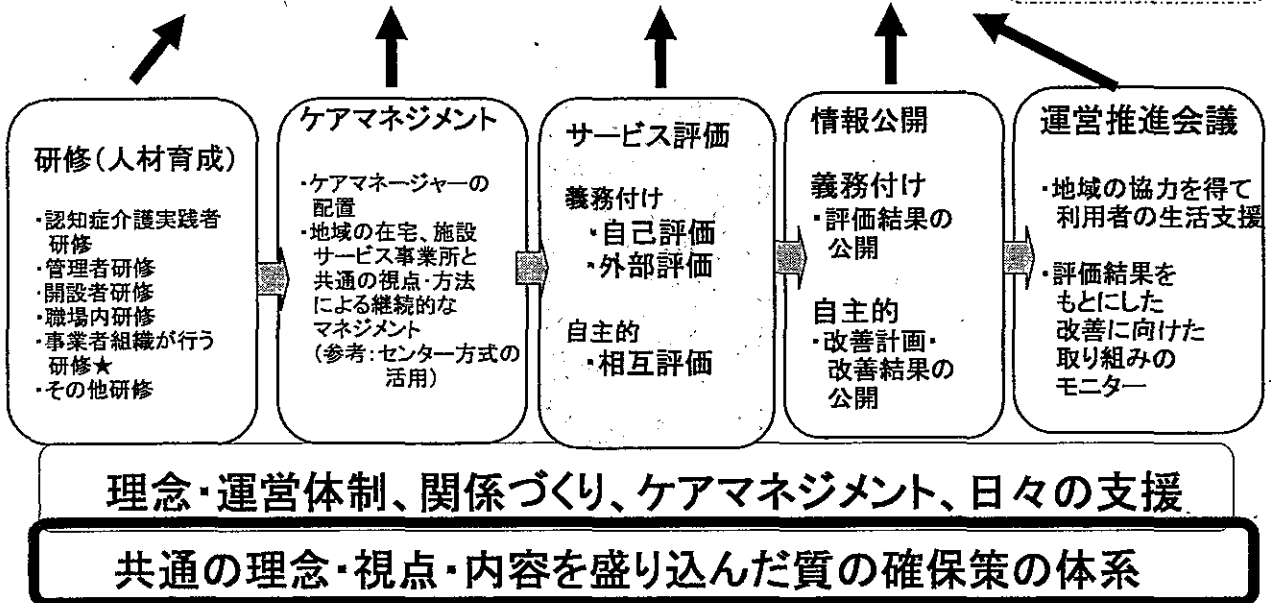 研修(人材育成)
・認知症介護実践者
研修
・管理者研修
・開設者研修
・職場内研修
・事業者組織が行う
研修★
・その他研修
ケアマネジメント
・ケアマネージャーの
配置
・地域の在宅、施設
サービス事業所と
共通の視点・方法
による継続的な
マネジメント
(参考:センター方式の
活用)
サービス評価
義務付け
・自己評価
・外部評価
自主的
・相互評価
情報公開
義務付け
・評価結果の
公開
自主的
・改善計画・
改善結果の
公開
運営推進会議
・地域の協力を得て
利用者の生活支援
・評価結果を
もとにした
改善に向けた
取り組みの
モニター
理念・運営体制、関係づくり、ケアマネジメント、日々の支援
共通の理念・視点・内容を盛り込んだ質の確保策の体系